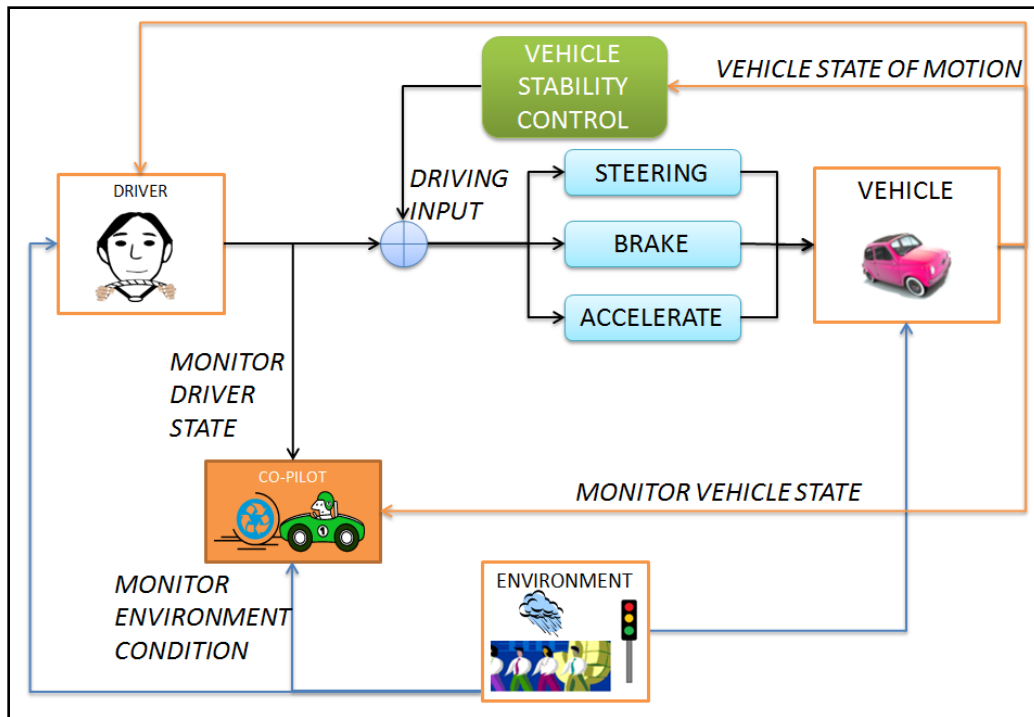 VEHICLE
STABILITY
CONTROL
VEHICLE STATE OF MOTION
DRIVER
DRIVING
INPUT
STEERING
BRAKE
ACCELERATE
VEHICLE
MONITOR
DRIVER
STATE
CO-PILOT
1
MONITOR VEHICLE STATE
MONITOR
ENVIRONMENT
CONDITION
ENVIRONMENT